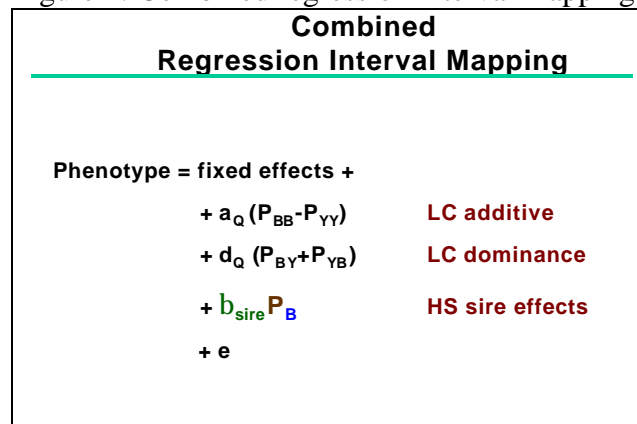 Combined
Regression Interval Mapping
Phenotype = fixed effects +
+ aQ (PBB-PYY) LC additive
+ dQ (PBY+PYB) LC dominance
+ bsirePB HS sire effects
+ e